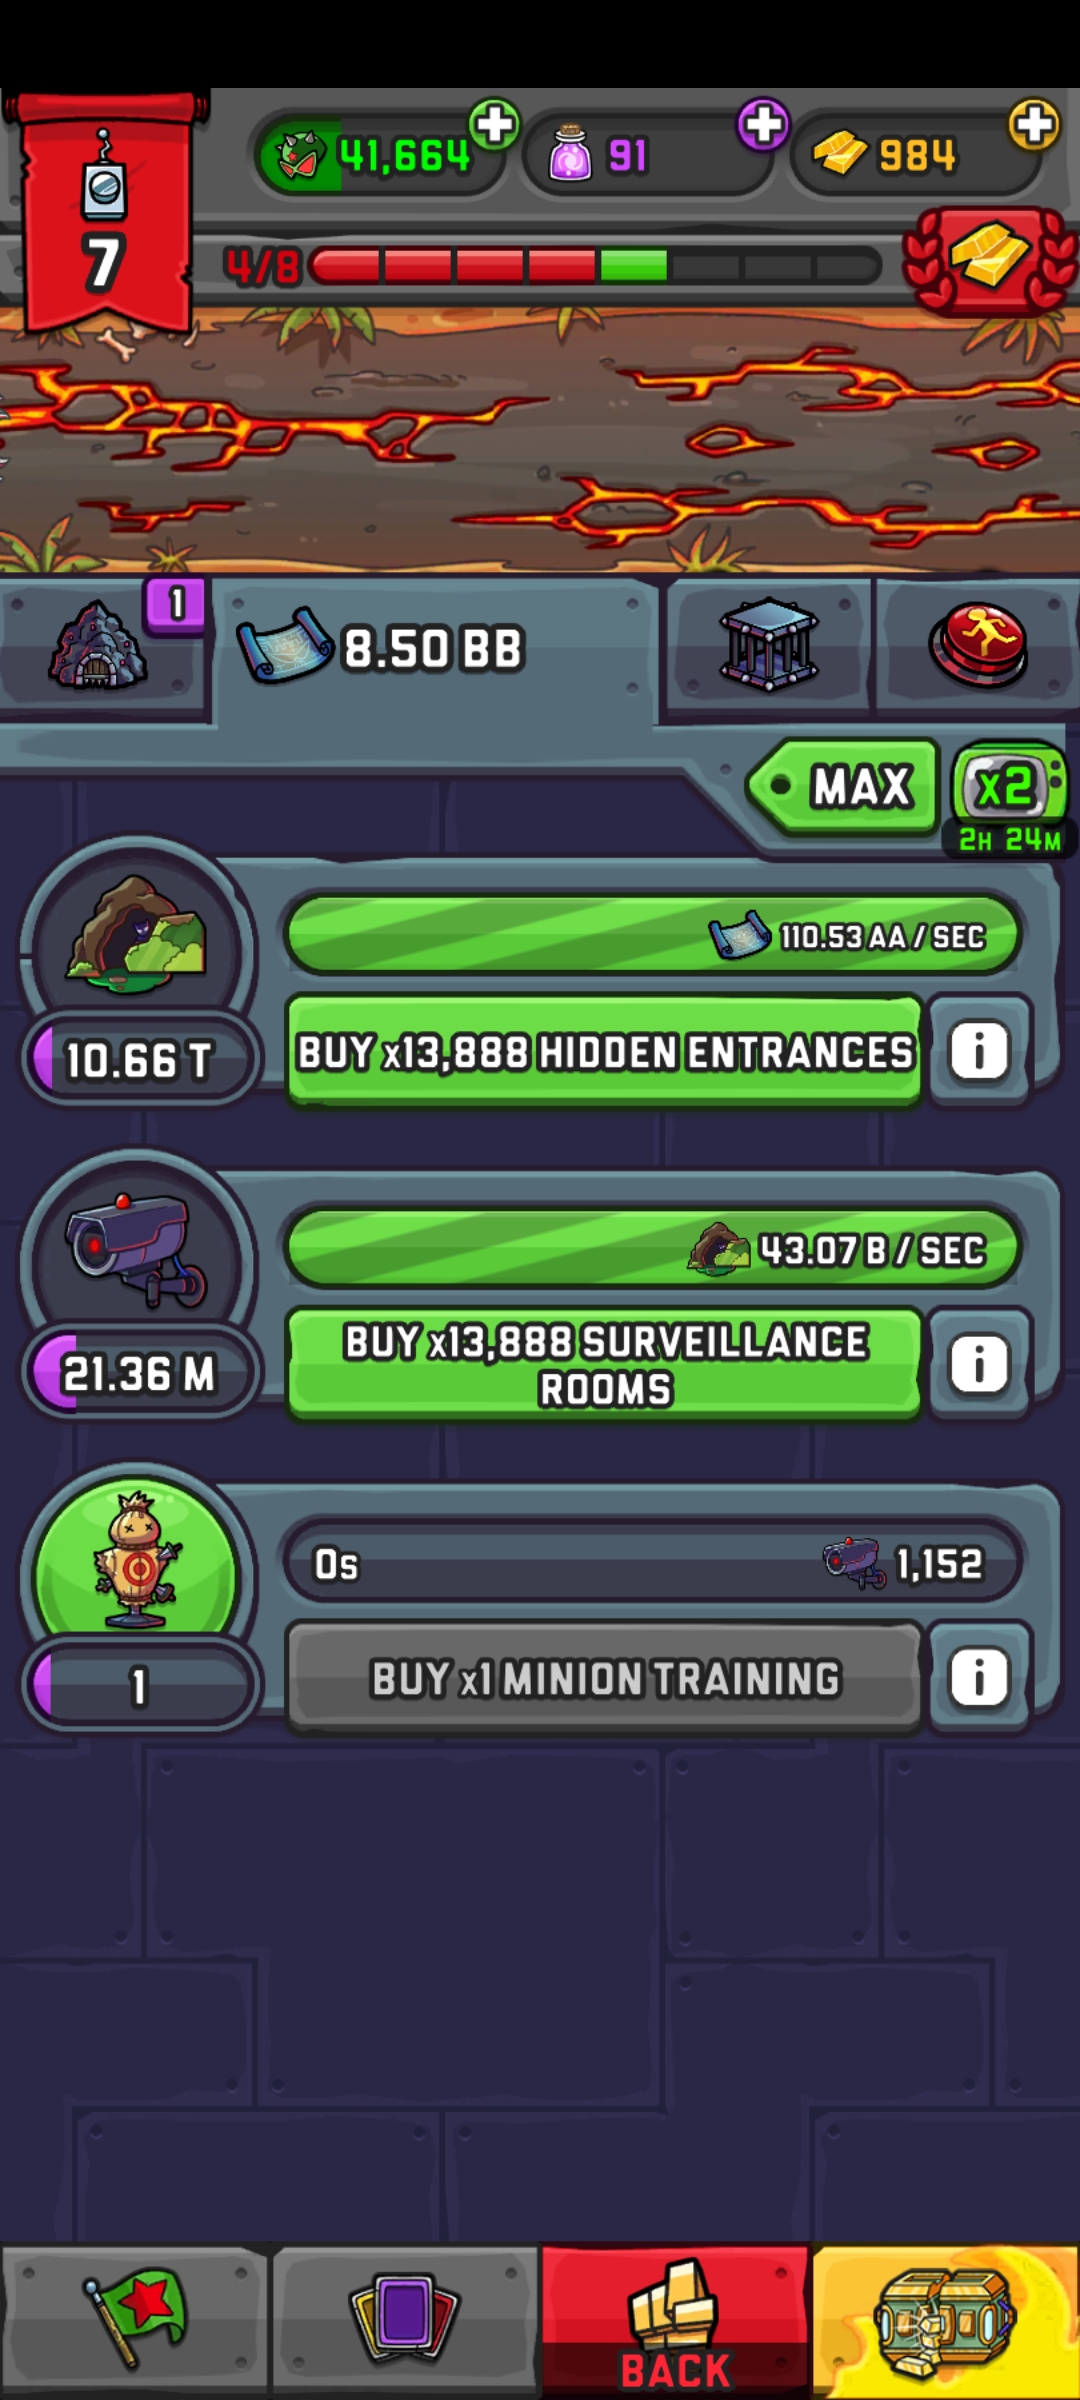 41,664
91
984
7
4/8
1
8.50 BB
MAX
x2
2H 24M
110.53 AA / SEC
10.66 T
BUY x13,888 HIDDEN ENTRANCES
i
43.07 B / SEC
21.36 M
BUY x13,888 SURVEILLANCE
ROOMS
i
0s
1,152
1
BUY x1 MINION TRAINING
i
BACK